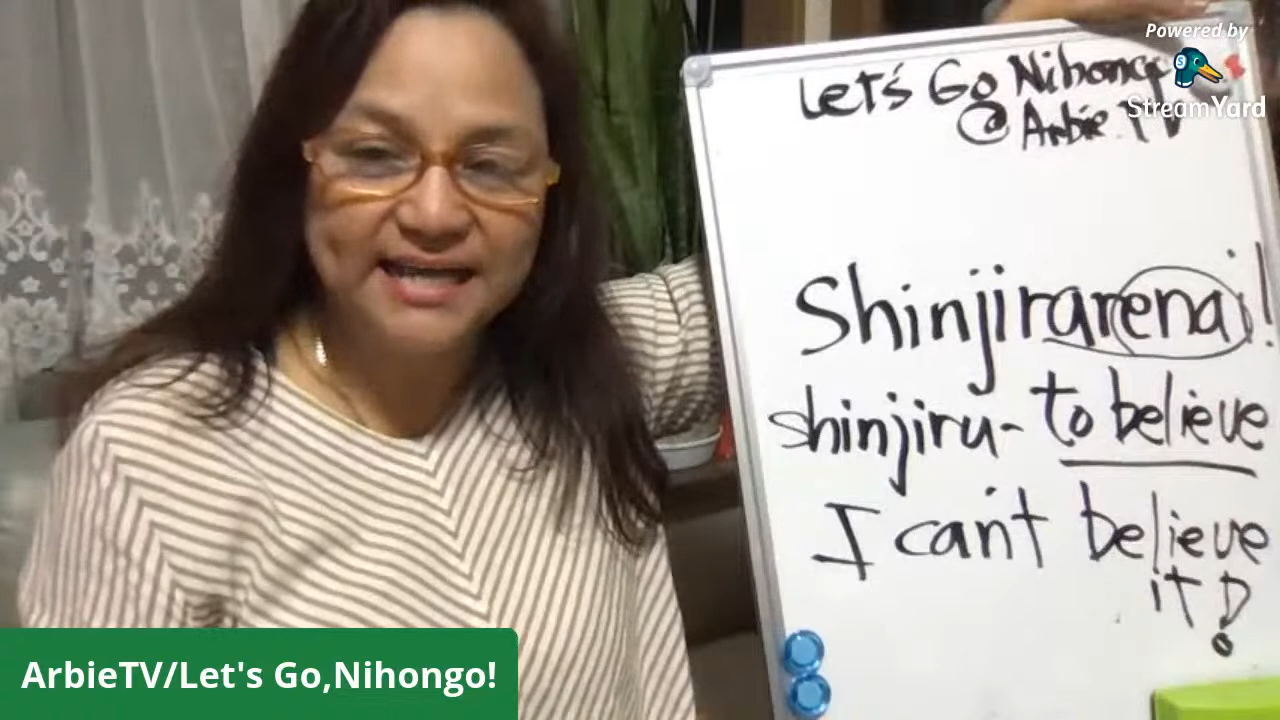 Powered by
StreamYard
Let's Go Nihongo
@ Arbie TV
Shinjirarenai!
shinjiru - to believe
I can't believe
it!
ArbieTV/Let's Go,Nihongo!